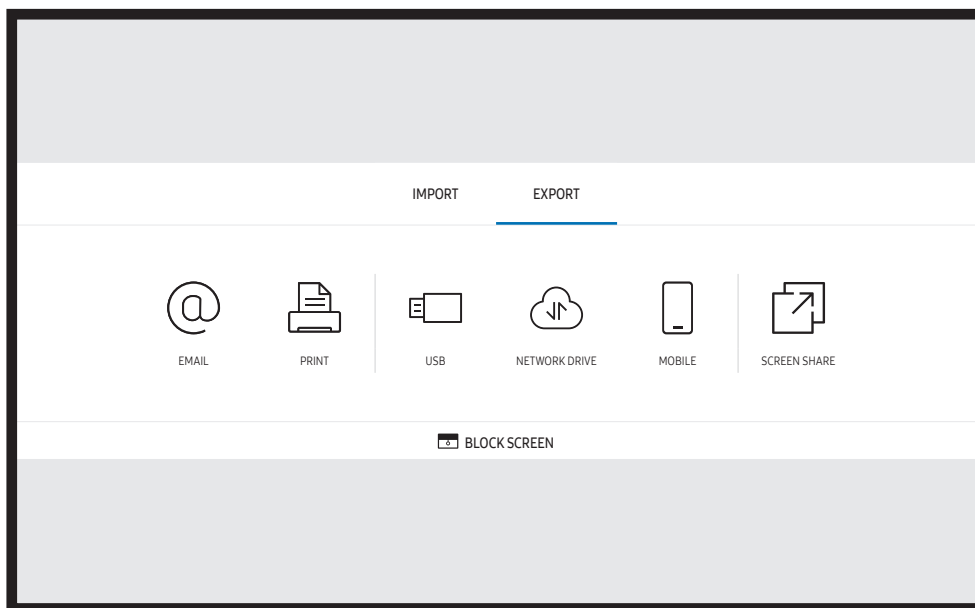 IMPORT EXPORT
EMAIL PRINT USB NETWORK DRIVE MOBILE SCREEN SHARE
BLOCK SCREEN